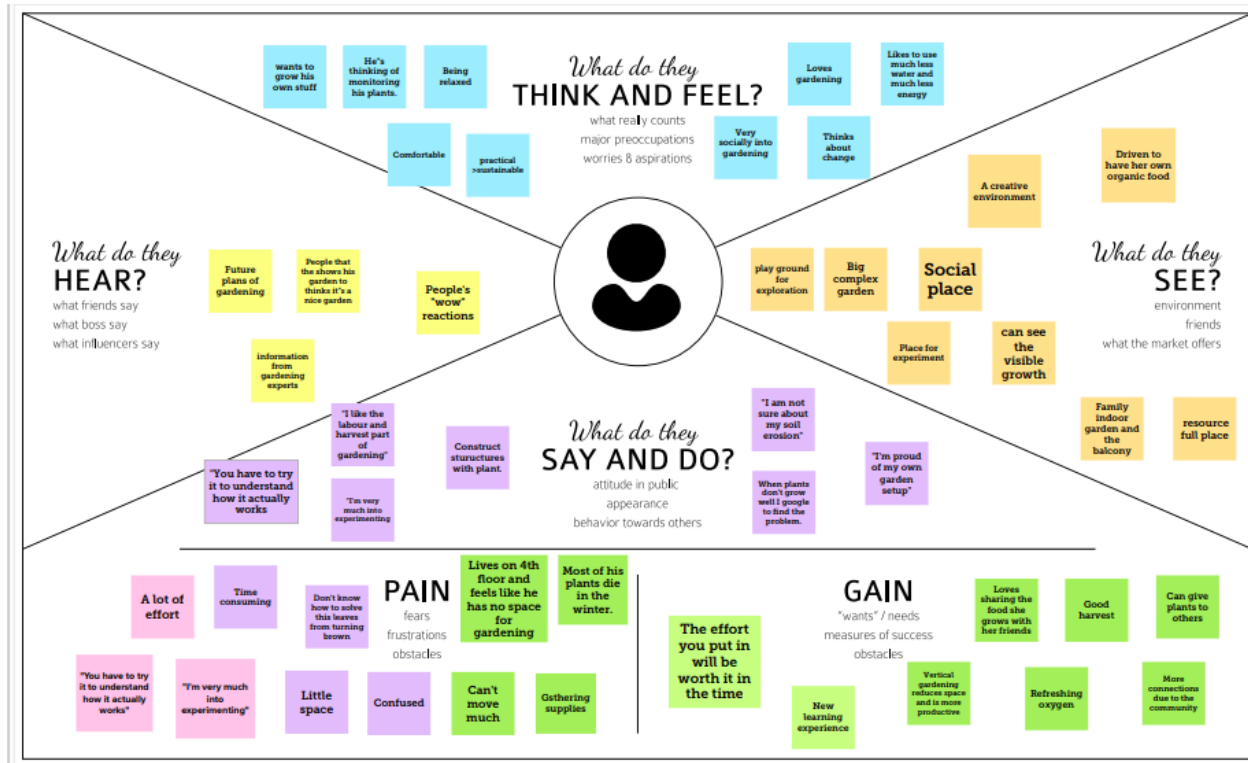 wants to
grow his
own stuff
He's
thinking of
monitoring
his plants.
Being
relaxed
Comfortable
practical
>sustainable
What do they
THINK AND FEEL?
what really counts
major preoccupations
worries & aspirations
Loves
gardening
Likes to use
much less
water and
much less
energy
Very
socially into
gardening
Thinks
about
change
What do they
HEAR?
what friends say
what boss say
what influencers say
Future
plans of
gardening
People that
the shows his
garden to
thinks it's a
nice garden
People's
"wow"
reactions
information
from
gardening
experts
A creative
environment
Driven to
have her own
organic food
play ground
for
exploration
Big
complex
garden
Social
place
Place for
experiment
can see
the
visible
growth
Family
indoor
garden and
the
balcony
resource
full place
What do they
SEE?
environment
friends
what the market offers
"I like the
labour and
harvest part
of
gardening"
"You have to try
it to understand
how it actually
works
"I'm very
much into
experimenting
Construct
stuructures
with plant.
What do they
SAY AND DO?
attitude in public
appearance
behavior towards others
"I am not
sure about
my soil
erosion"
When plants
don't grow
well I google
to find the
problem.
"I'm proud
of my own
garden
setup"
A lot of
effort
Time
consuming
Don't know
how to solve
this leaves
from turning
brown
PAIN
fears
frustrations
obstacles
Lives on 4th
floor and
feels like he
has no space
for
gardening
Most of his
plants die
in the
winter.
"You have to try
it to understand
how it actually
works"
"I'm very much
into
experimenting"
Little
space
Confused
Can't
move
much
Gsthering
supplies
GAIN
"wants" / needs
measures of success
obstacles
The effort
you put in
will be
worth it in
the time
New
learning
experience
Loves
sharing the
food she
grows with
her friends
Good
harvest
Can give
plants to
others
Vertical
gardening
reduces space
and is more
productive
Refreshing
oxygen
More
connections
due to the
community